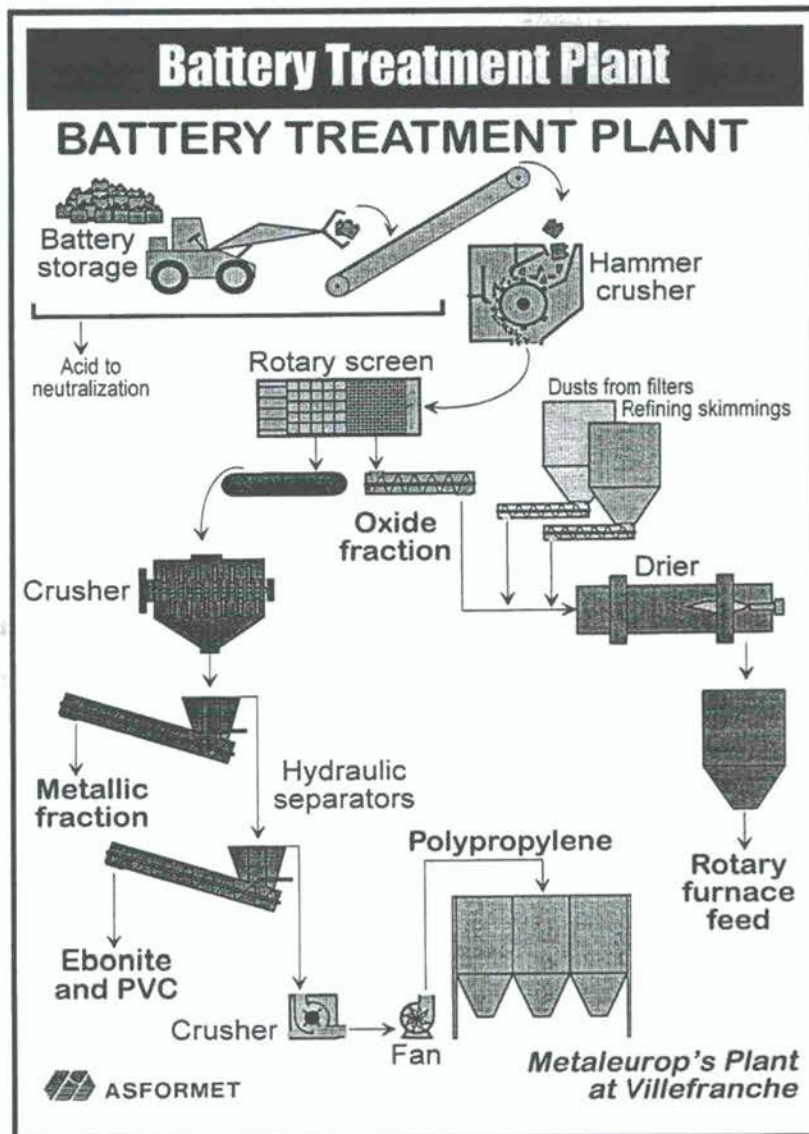 Battery Treatment Plant
BATTERY TREATMENT PLANT
Battery
storage
Hammer
crusher
Acid to
neutralization
Rotary screen
Dusts from filters
Refining skimmings
Oxide
fraction
Crusher
Drier
Metallic
fraction
Hydraulic
separators
Polypropylene
Rotary
furnace
feed
Ebonite
and PVC
Crusher
Fan
ASFORMET
Metaleurop's Plant
at Villefranche